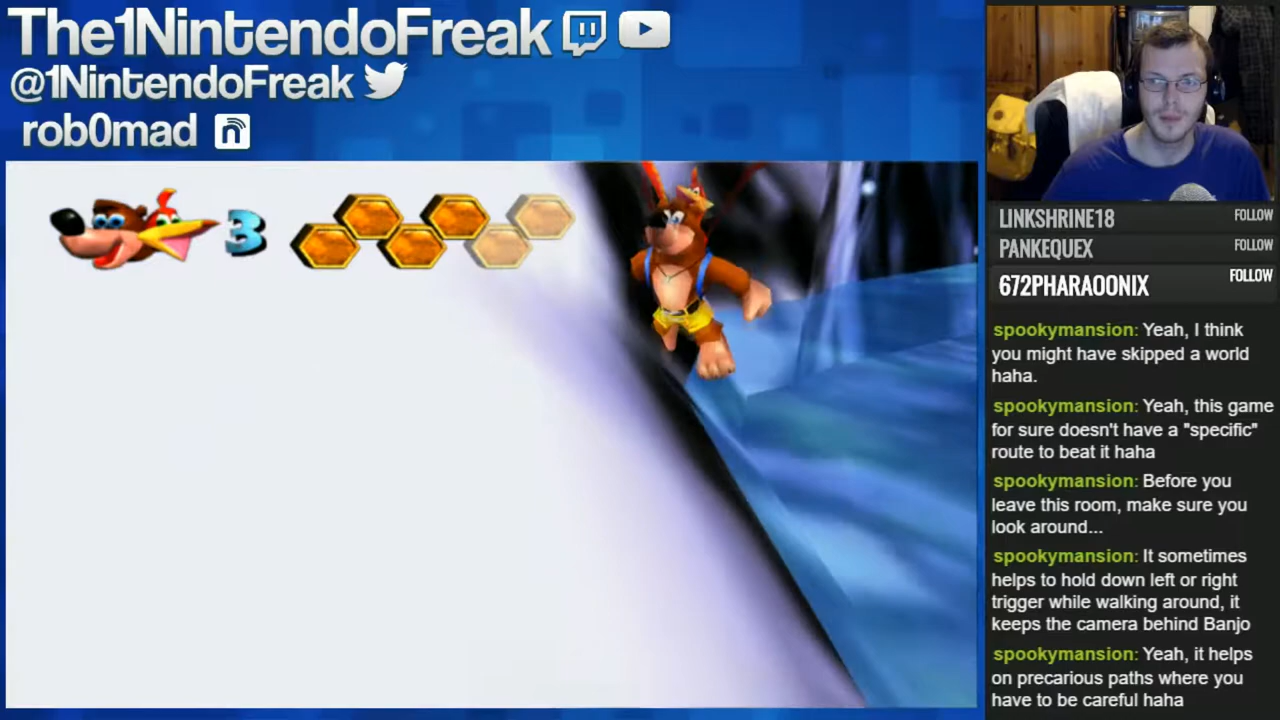 The1NintendoFreak
@1NintendoFreak
rob0mad
3
LINKSHRINE18 FOLLOW
PANKEQUEX FOLLOW
672PHARAOONIX FOLLOW
spookymansion: Yeah, I think
you might have skipped a world
haha.
spookymansion: Yeah, this game
for sure doesn't have a "specific"
route to beat it haha
spookymansion: Before you
leave this room, make sure you
look around...
spookymansion: It sometimes
helps to hold down left or right
trigger while walking around, it
keeps the camera behind Banjo
spookymansion: Yeah, it helps
on precarious paths where you
have to be careful haha